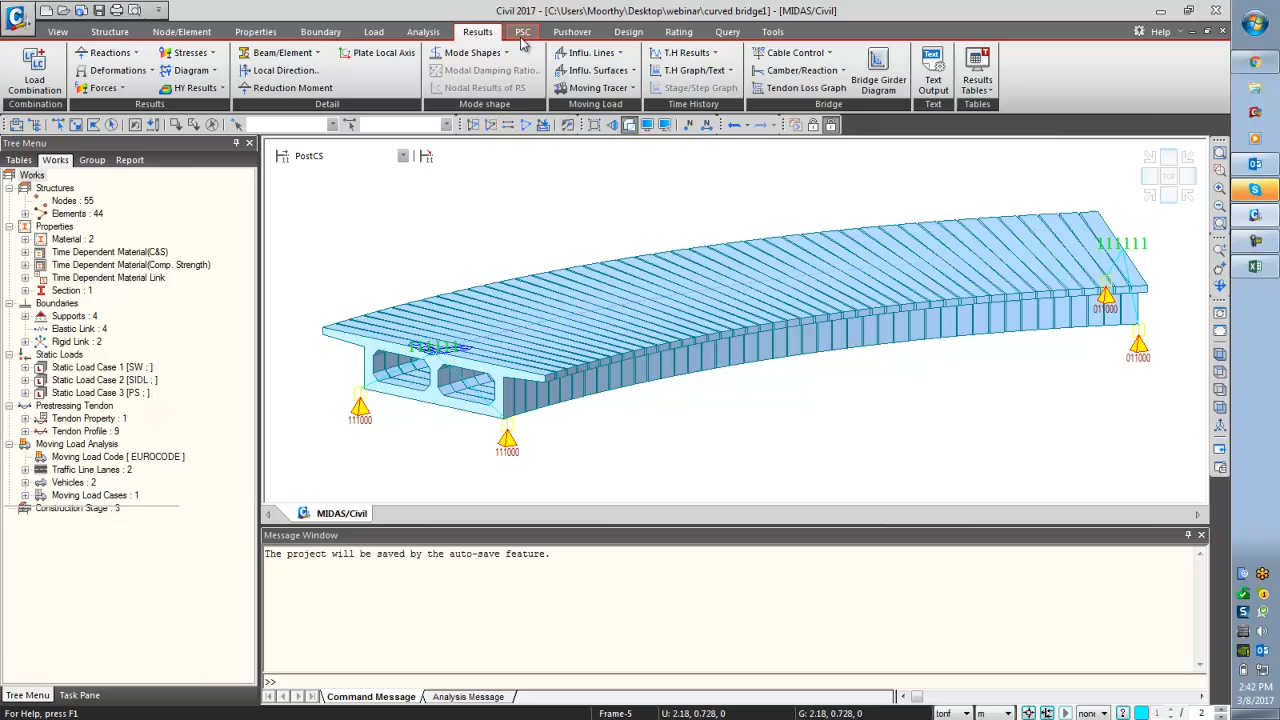 Civil 2017 - [C:\Users\Moorthy\Desktop\webinar\curved bridge1] - [MIDAS/Civil]
View Structure Node/Element Properties Boundary Load Analysis Results PSC Pushover Design Rating Query Tools Help
Load Combination
Reactions Deformations Forces
Stresses Diagram HY Results
Beam/Element Local Direction.. Reduction Moment
Plate Local Axis
Mode Shapes Modal Damping Ratio.. Nodal Results of RS
Influ. Lines Influ. Surfaces Moving Tracer
T.H Results T.H Graph/Text Stage/Step Graph
Cable Control Camber/Reaction Tendon Loss Graph
Bridge Girder Diagram
Text Output
Results Tables
Combination Results Detail Mode shape Moving Load Time History Bridge Text Tables
Tree Menu
Tables Works Group Report
Works
Structures
Nodes : 55
Elements : 44
Properties
Material : 2
Time Dependent Material(C&S)
Time Dependent Material(Comp. Strength)
Time Dependent Material Link
Section : 1
Boundaries
Supports : 4
Elastic Link : 4
Rigid Link : 2
Static Loads
Static Load Case 1 [SW ; ]
Static Load Case 2 [SIDL ; ]
Static Load Case 3 [PS ; ]
Prestressing Tendon
Tendon Property : 1
Tendon Profile : 9
Moving Load Analysis
Moving Load Code [ EUROCODE ]
Traffic Line Lanes : 2
Vehicles : 2
Moving Load Cases : 1
Construction Stage : 3
PostCS
TOP
111111
011000
011000
111111
111000
111000
MIDAS/Civil
Message Window
The project will be saved by the auto-save feature.
>>
Command Message Analysis Message
Tree Menu Task Pane
For Help, press F1
Frame-5
U: 2.18, 0.728, 0
G: 2.18, 0.728, 0
tonf
m
none
1 / 2
2:42 PM
3/8/2017